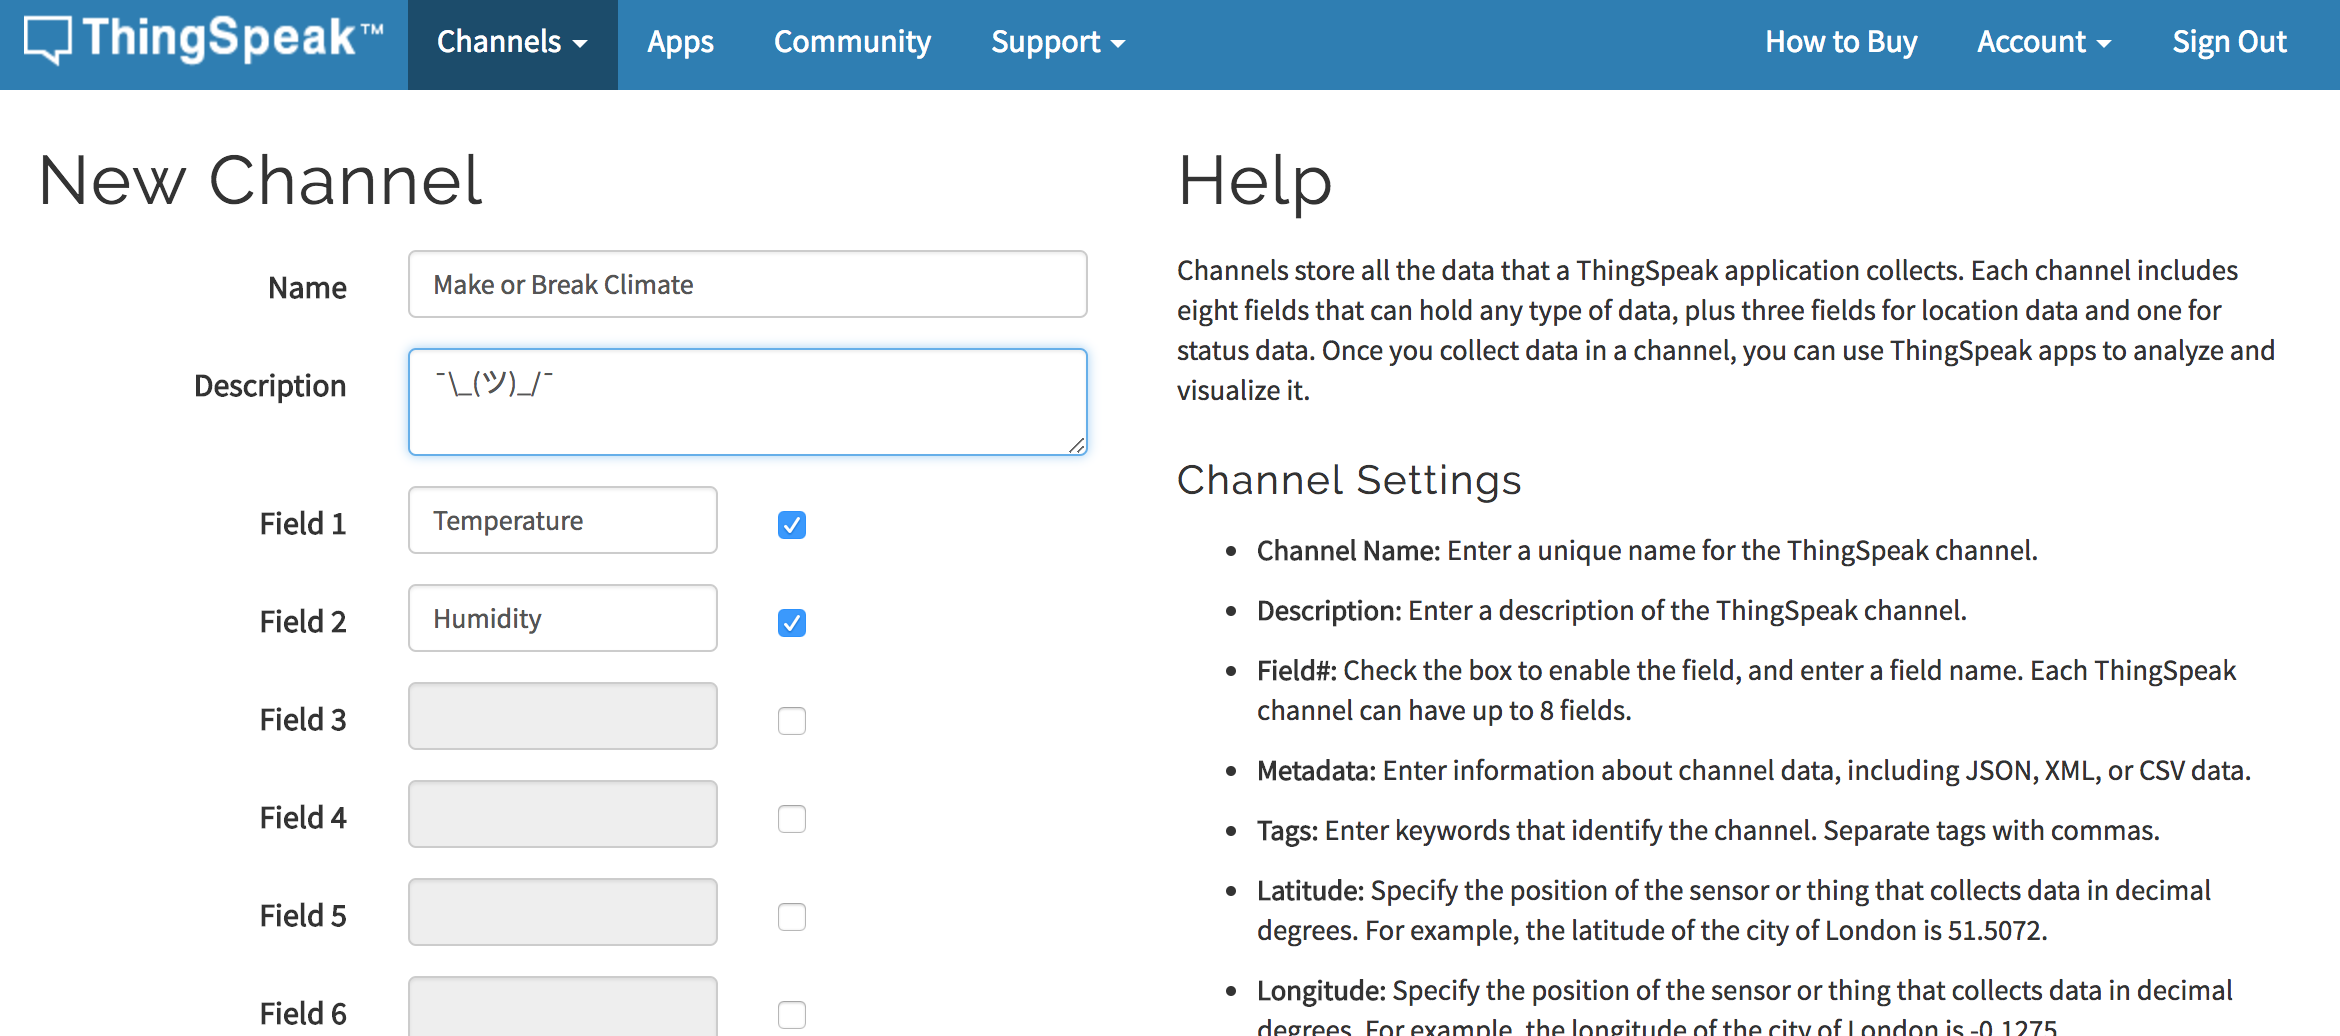 ThingSpeak™ Channels Apps Community Support How to Buy Account Sign Out
New Channel
Name Make or Break Climate
Description ¯\_(ツ)_/¯
Field 1 Temperature
Field 2 Humidity
Field 3
Field 4
Field 5
Field 6
Help
Channels store all the data that a ThingSpeak application collects. Each channel includes
eight fields that can hold any type of data, plus three fields for location data and one for
status data. Once you collect data in a channel, you can use ThingSpeak apps to analyze and
visualize it.
Channel Settings
• Channel Name: Enter a unique name for the ThingSpeak channel.
• Description: Enter a description of the ThingSpeak channel.
• Field#: Check the box to enable the field, and enter a field name. Each ThingSpeak
channel can have up to 8 fields.
• Metadata: Enter information about channel data, including JSON, XML, or CSV data.
• Tags: Enter keywords that identify the channel. Separate tags with commas.
• Latitude: Specify the position of the sensor or thing that collects data in decimal
degrees. For example, the latitude of the city of London is 51.5072.
• Longitude: Specify the position of the sensor or thing that collects data in decimal
degrees. For example, the longitude of the city of London is -0.1275.